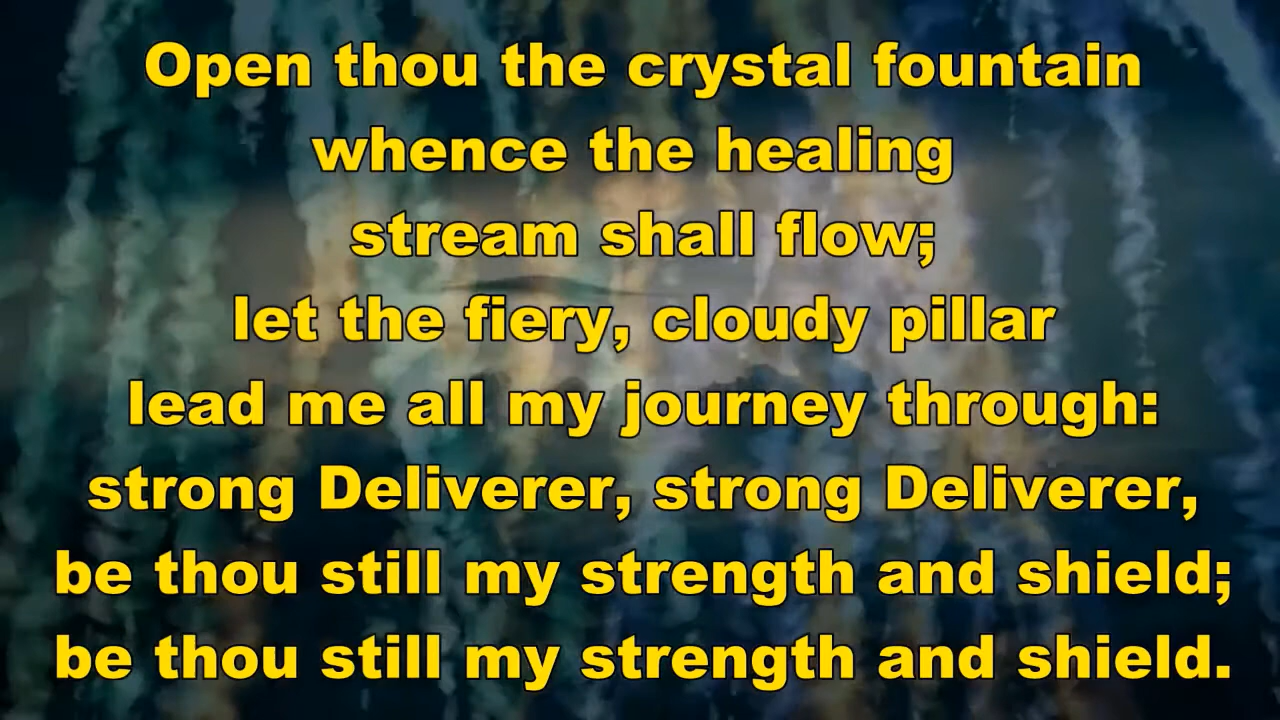 Open thou the crystal fountain
whence the healing
stream shall flow;
let the fiery, cloudy pillar
lead me all my journey through:
strong Deliverer, strong Deliverer,
be thou still my strength and shield;
be thou still my strength and shield.